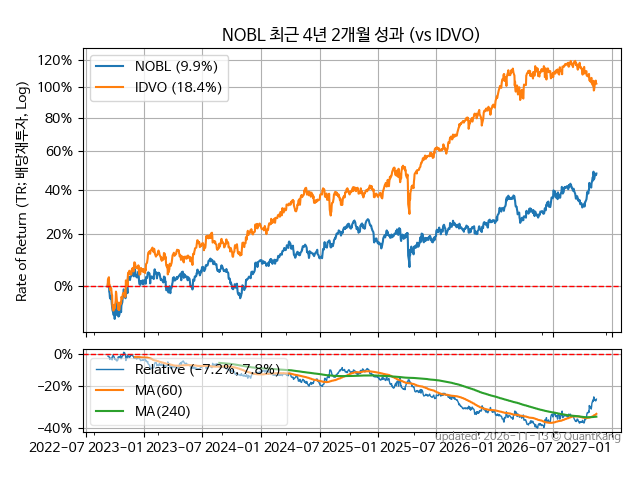 NOBL 최근 4년 2개월 성과 (vs IDVO)
Rate of Return (TR: 배당재투자, Log)
120%
100%
80%
60%
40%
20%
0%
NOBL (9.9%)
IDVO (18.4%)
0%
−20%
−40%
Relative (−7.2%, 7.8%)
MA(60)
MA(240)
updated: 2026-11-13 © QuantKang
2022-07 2023-01 2023-07 2024-01 2024-07 2025-01 2025-07 2026-01 2026-07 2027-01